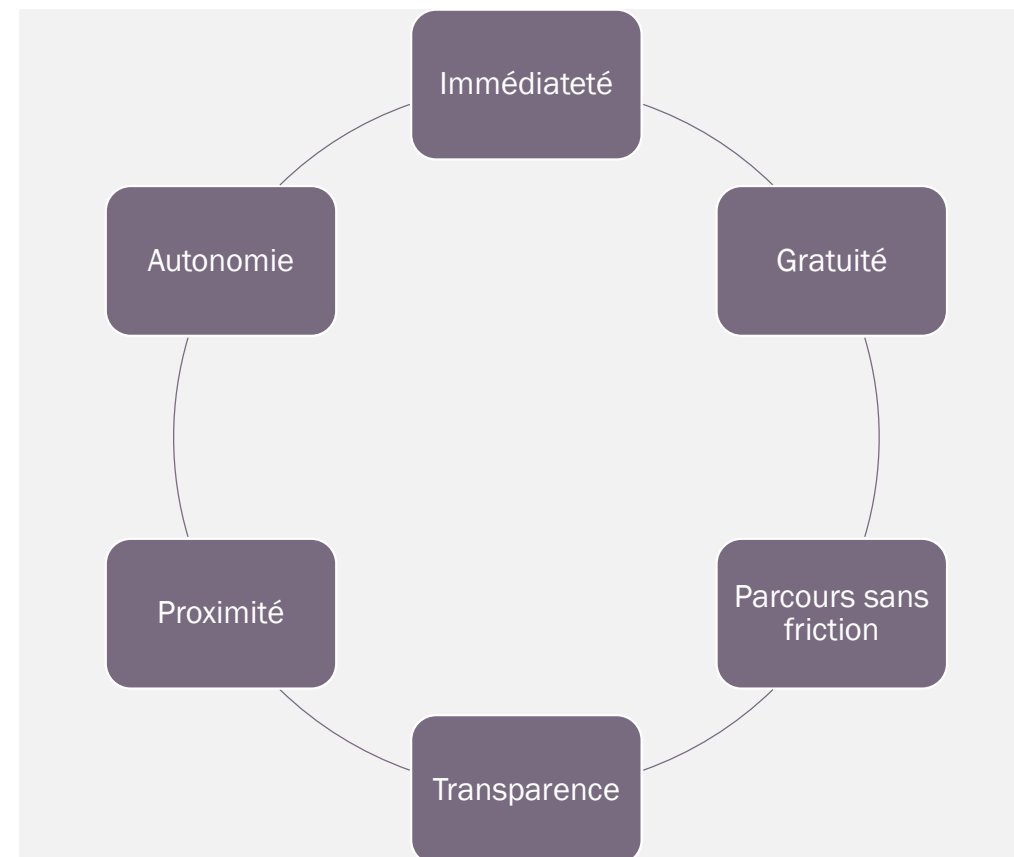 Immédiateté
Gratuité
Parcours sans
friction
Transparence
Proximité
Autonomie